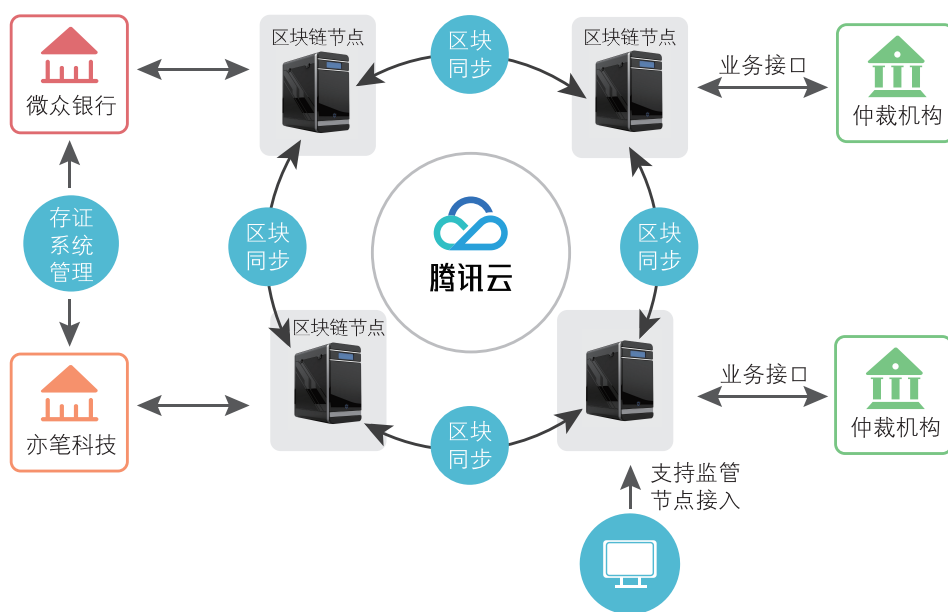 区块链节点
区块
同步
区块链节点
业务接口
微众银行
仲裁机构
存证
系统
管理
区块
同步
腾讯云
区块
同步
区块链节点
业务接口
亦笔科技
仲裁机构
区块
同步
支持监管
节点接入